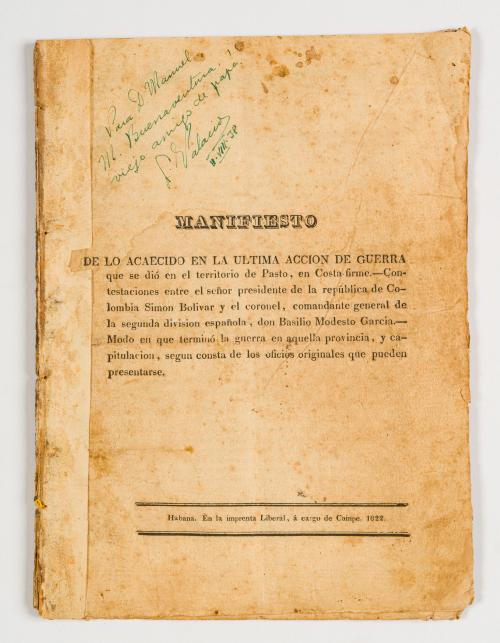 Para D. Manuel
M. Buenaventura!
viejo amigo de papá!
Palacio
MANIFIESTO
DE LO ACAECIDO EN LA ULTIMA ACCION DE GUERRA
que se dió en el territorio de Pasto, en Costa-firme.—Con-
testaciones entre el señor presidente de la república de Co-
lombia Simon Bolivar y el coronel, comandante general de
la segunda division española, don Basilio Modesto Garcia.—
Modo en que terminó la guerra en aquella provincia, y ca-
pitulacion, segun consta de los oficios originales que pueden
presentarse.
Habana. En la imprenta Liberal, á cargo de Coinpe. 1822.